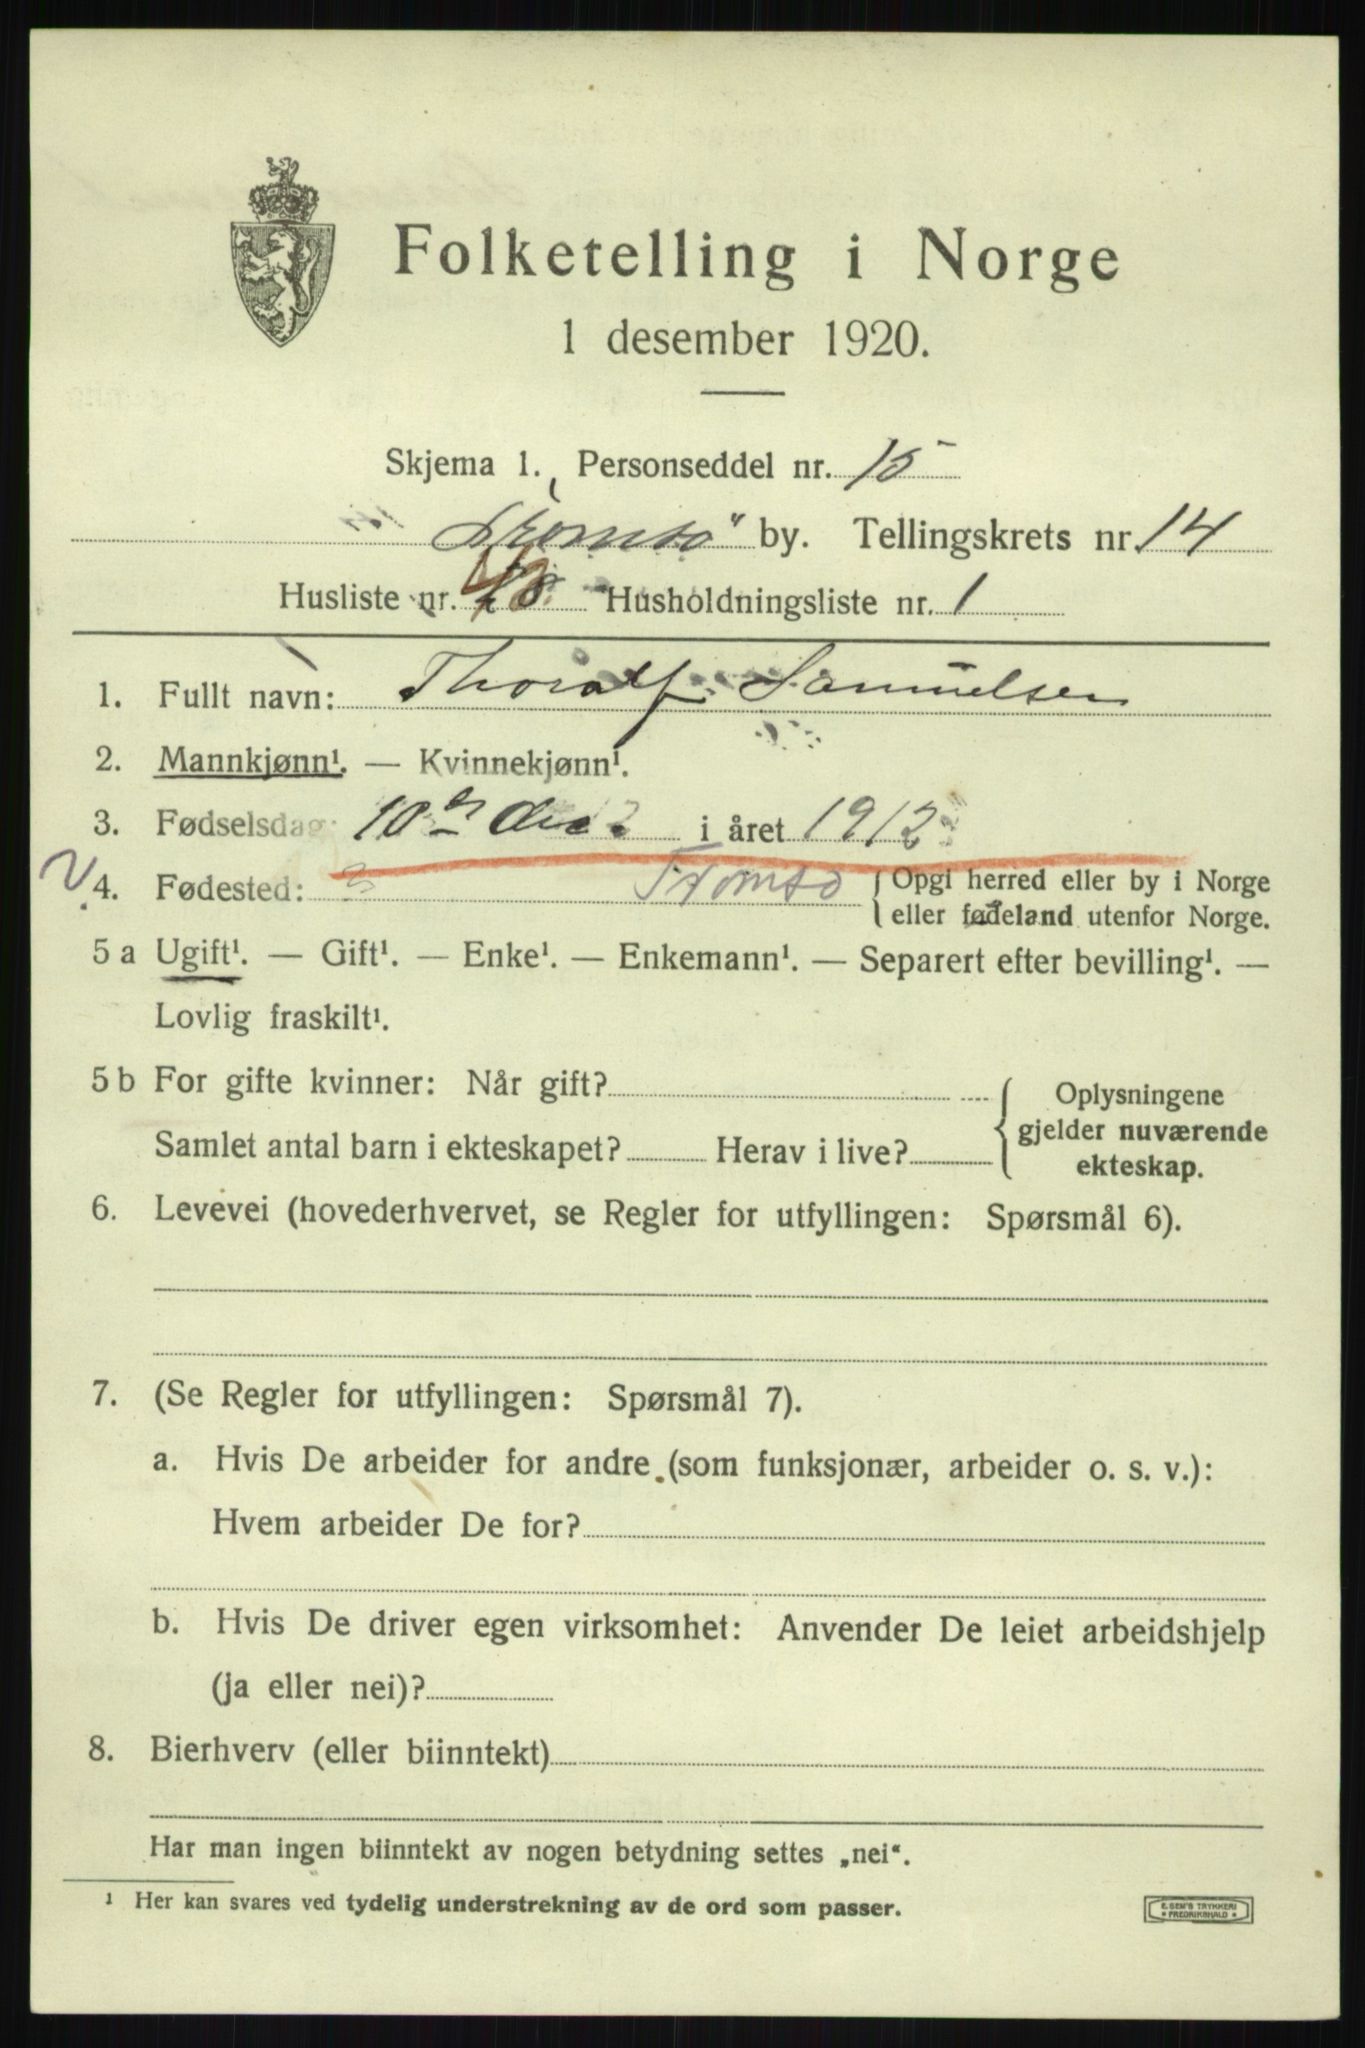 Folketelling i Norge
1 desember 1920.
Skjema 1. Personseddel nr. 15
Tromsø by. Tellingskrets nr. 14
Husliste nr. Husholdningsliste nr. 1
1. Fullt navn: Thoralf Samuelsen
2. Mannkjønn¹. — Kvinnekjønn¹.
3. Fødselsdag: 10 de dec. i året 1912
4. Fødested: Tromsø {Opgi herred eller by i Norge
eller fødeland utenfor Norge.
5 a Ugift¹. — Gift¹. — Enke¹. — Enkemann¹. — Separert efter bevilling¹. —
Lovlig fraskilt¹.
5 b For gifte kvinner: Når gift? Oplysningene
gjelder nuværende
Samlet antal barn i ekteskapet? Herav i live? ekteskap.
6. Levevei (hovederhvervet, se Regler for utfyllingen: Spørsmål 6).
7. (Se Regler for utfyllingen: Spørsmål 7).
a. Hvis De arbeider for andre (som funksjonær, arbeider o. s. v.):
Hvem arbeider De for?
b. Hvis De driver egen virksomhet: Anvender De leiet arbeidshjelp
(ja eller nei)?
8. Bierhverv (eller biinntekt)
Har man ingen biinntekt av nogen betydning settes „nei“.
¹ Her kan svares ved tydelig understrekning av de ord som passer.
E. SEM'S TRYKKERI
* FREDRIKSHALD *